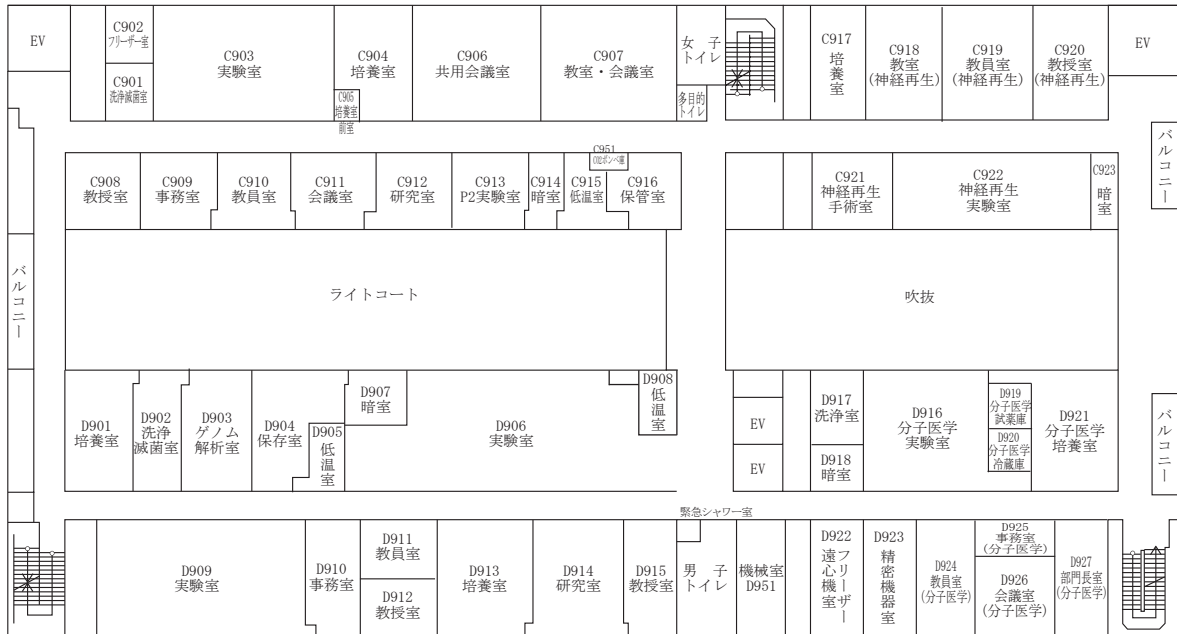 EV
C902
フリーザー室
C901
洗浄滅菌室
C903
実験室
C904
培養室
C905
培養室
前室
C906
共用会議室
C907
教室・会議室
女 子
トイレ
多目的
トイレ
C917
培
養
室
C918
教室
(神経再生)
C919
教員室
(神経再生)
C920
教授室
(神経再生)
EV
バルコニー
C908
教授室
C909
事務室
C910
教員室
C911
会議室
C912
研究室
C913
P2実験室
C914
暗室
C951
CO2ボンベ庫
C915
低温室
C916
保管室
C921
神経再生
手術室
C922
神経再生
実験室
C923
暗
室
バルコニー
ライトコート
吹抜
D901
培養室
D902
洗浄
滅菌室
D903
ゲノム
解析室
D904
保存室
D905
低
温
室
D907
暗室
D906
実験室
D908
低
温
室
EV
EV
D917
洗浄室
D918
暗室
D916
分子医学
実験室
D919
分子医学
試薬庫
D920
分子医学
冷蔵庫
D921
分子医学
培養室
バルコニー
緊急シャワー室
D909
実験室
D910
事務室
D911
教員室
D912
教授室
D913
培養室
D914
研究室
D915
教授室
男 子
トイレ
機械室
D951
D922
遠心機室
フリーザー
D923
精密機器室
D924
教員室
(分子医学)
D925
事務室
(分子医学)
D926
会議室
(分子医学)
D927
部門長室
(分子医学)